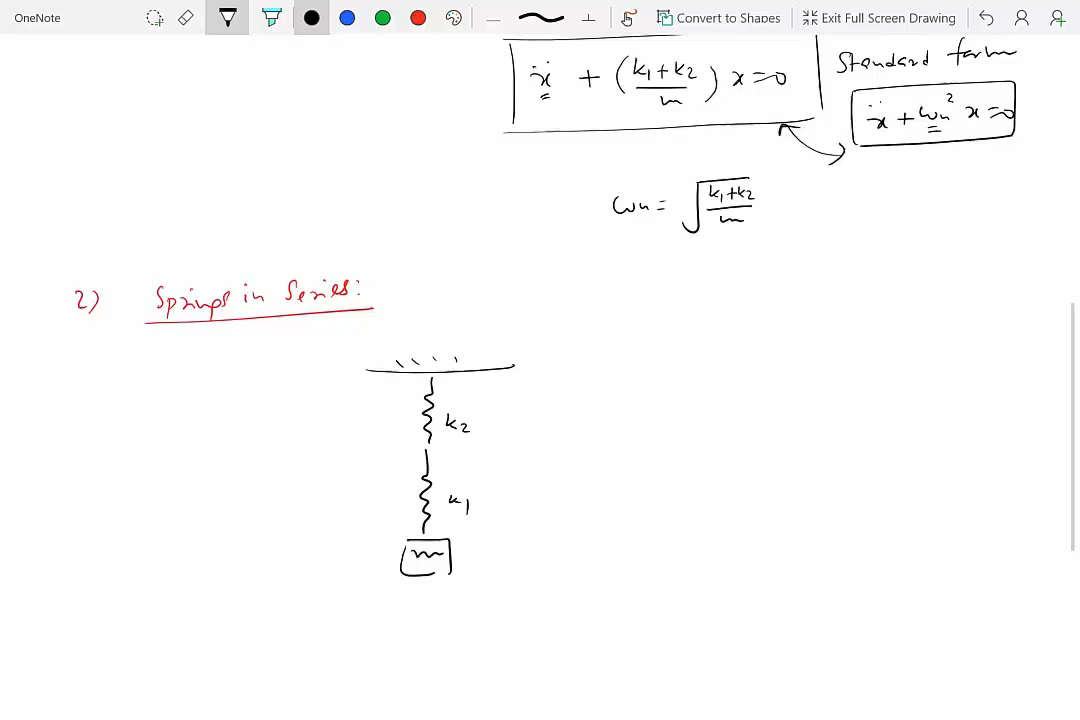 OneNote
Convert to Shapes
Exit Full Screen Drawing
ẍ + (k1+k2/m) x=0
Standard form
ẍ + ωn² x=0
ωn = √(k1+k2/m)
2) Springs in Series:
k2
k1
m